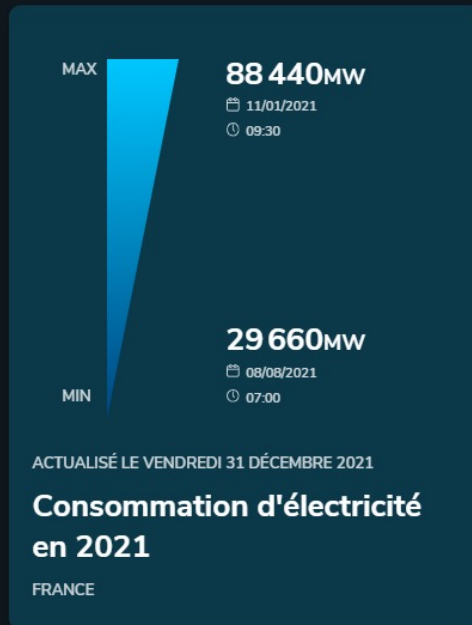 MAX
88 440MW
11/01/2021
09:30
29 660MW
08/08/2021
07:00
MIN
ACTUALISÉ LE VENDREDI 31 DÉCEMBRE 2021
Consommation d'électricité
en 2021
FRANCE